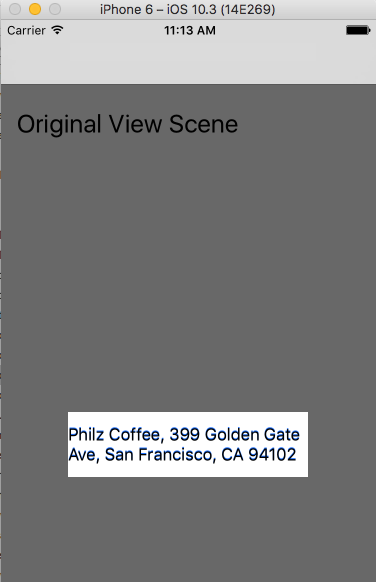 iPhone 6 – iOS 10.3 (14E269)
Carrier 11:13 AM
Original View Scene
Philz Coffee, 399 Golden Gate
Ave, San Francisco, CA 94102